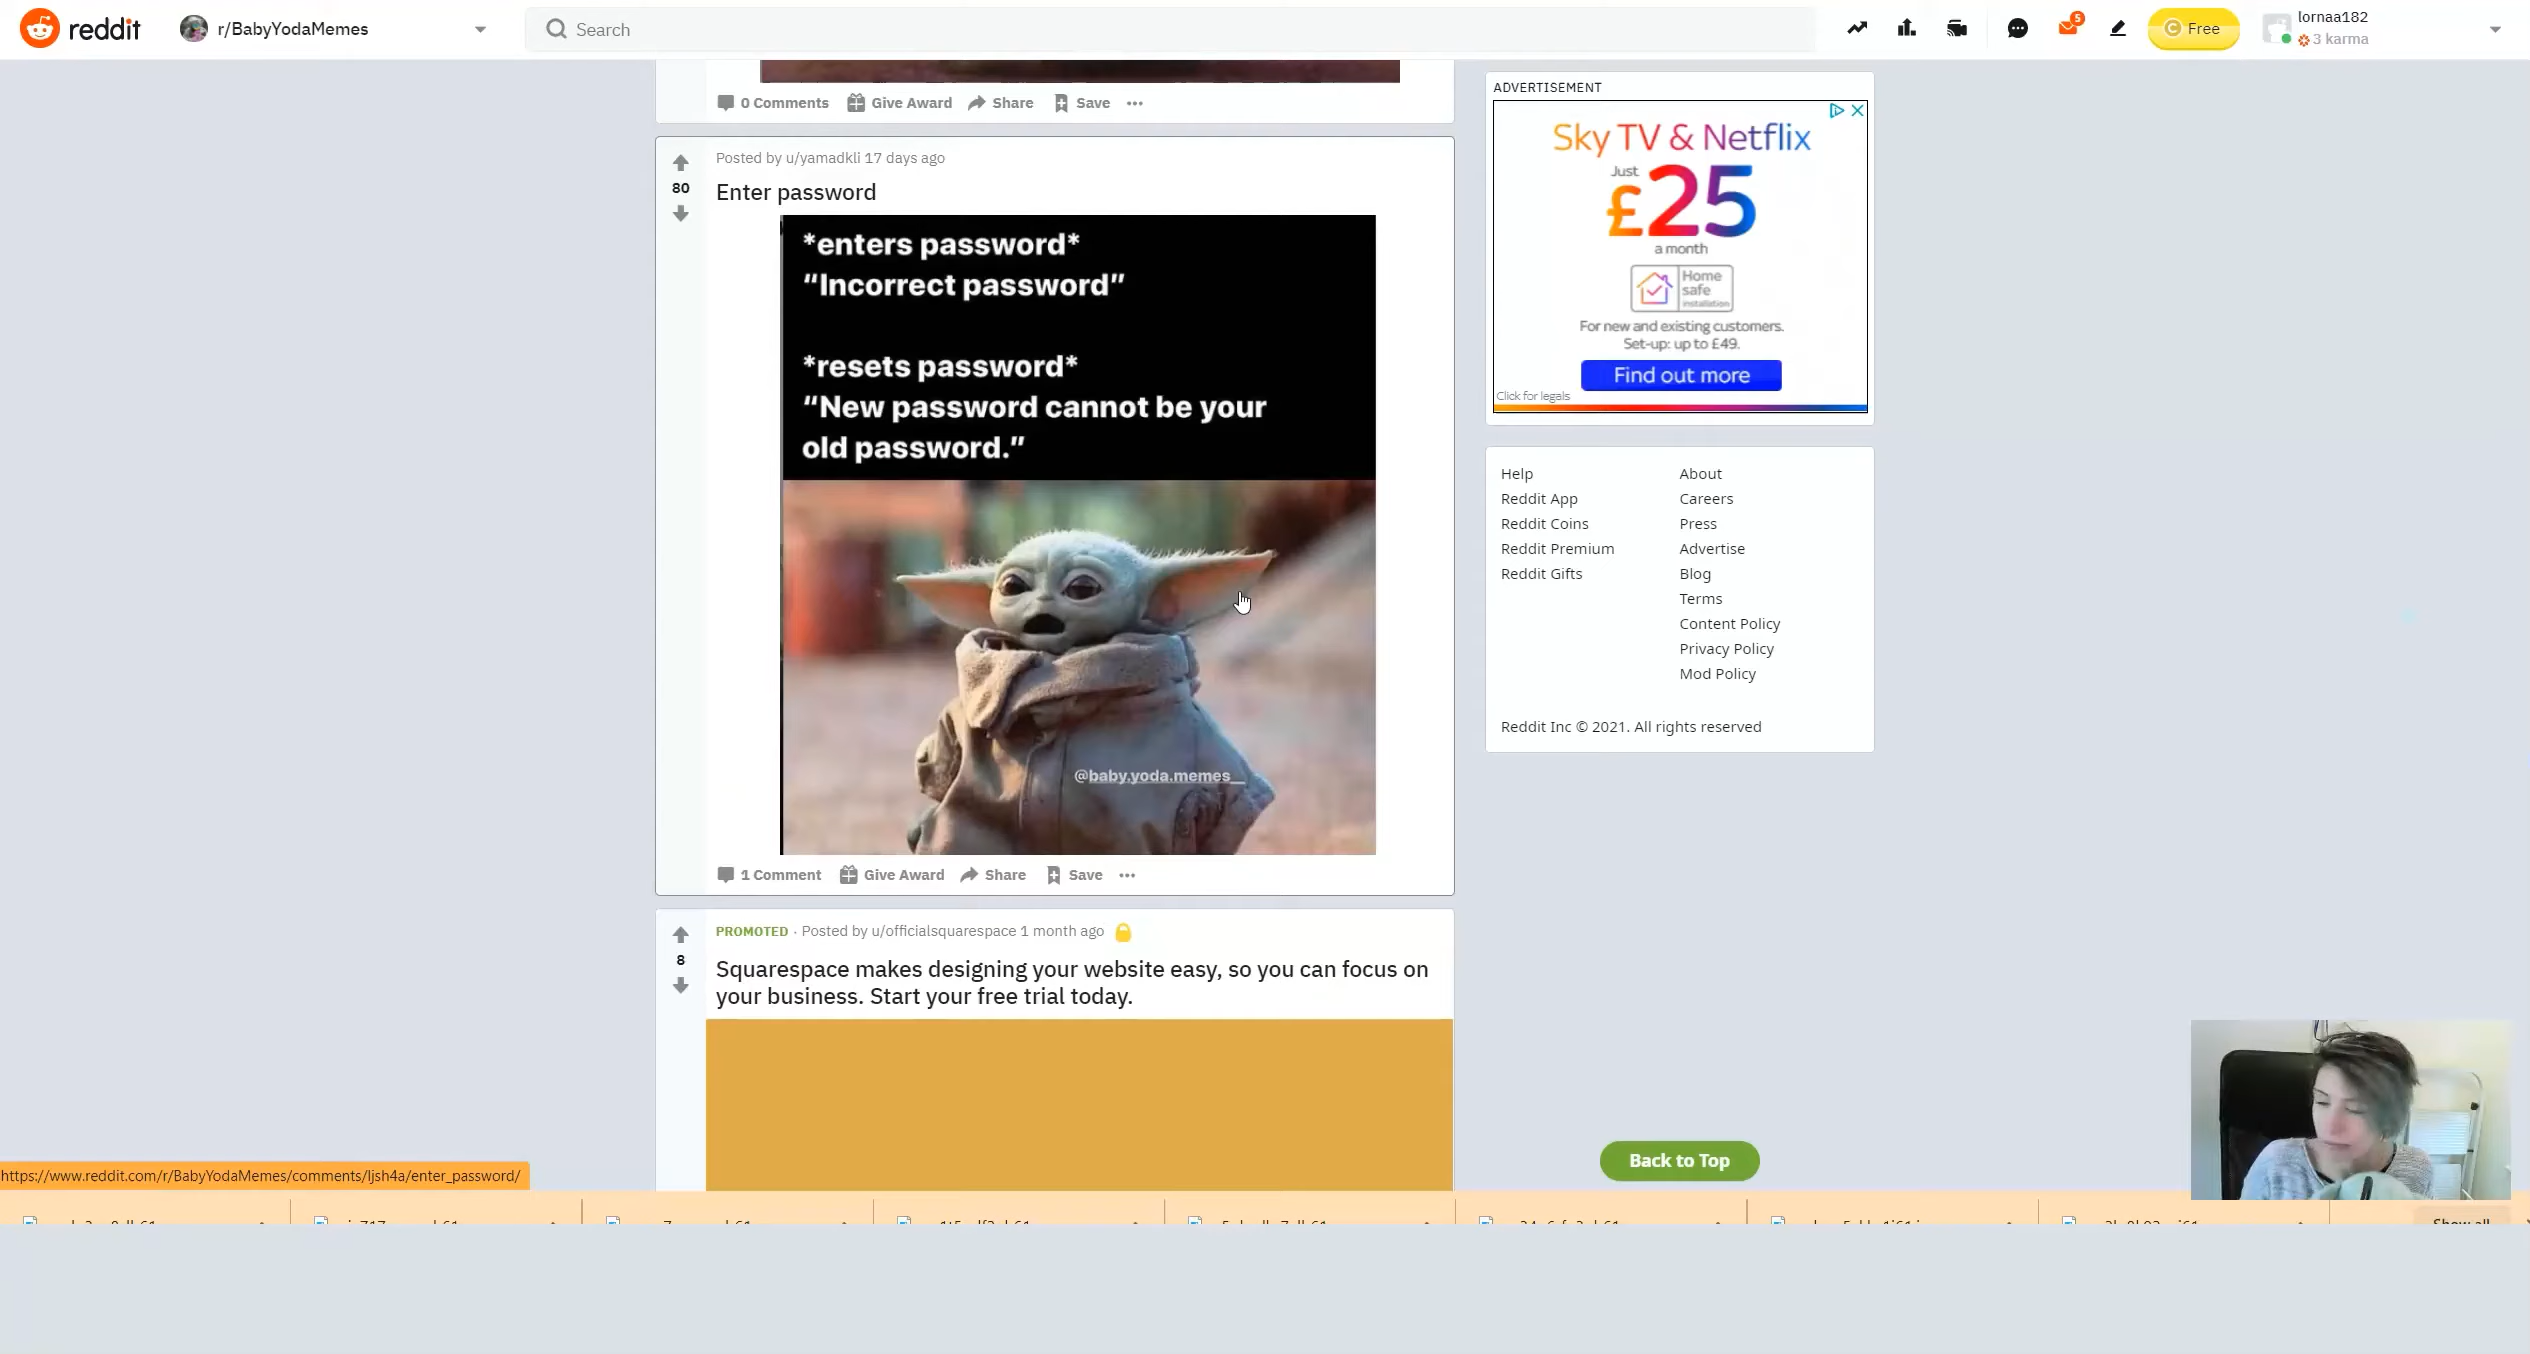 reddit
r/BabyYodaMemes
Search
5
Free
lornaa182
3 karma
0 Comments
Give Award
Share
Save
Posted by u/yamadkli 17 days ago
80
Enter password
*enters password*
“Incorrect password”
*resets password*
“New password cannot be your
old password.”
@baby.yoda.memes__
1 Comment
Give Award
Share
Save
PROMOTED · Posted by u/officialsquarespace 1 month ago
8
Squarespace makes designing your website easy, so you can focus on
your business. Start your free trial today.
ADVERTISEMENT
Sky TV & Netflix
Just
£25
a month
Home
safe
installation
For new and existing customers.
Set-up: up to £49.
Find out more
Click for legals
Help
Reddit App
Reddit Coins
Reddit Premium
Reddit Gifts
About
Careers
Press
Advertise
Blog
Terms
Content Policy
Privacy Policy
Mod Policy
Reddit Inc © 2021. All rights reserved
Back to Top
https://www.reddit.com/r/BabyYodaMemes/comments/ljsh4a/enter_password/
Show all